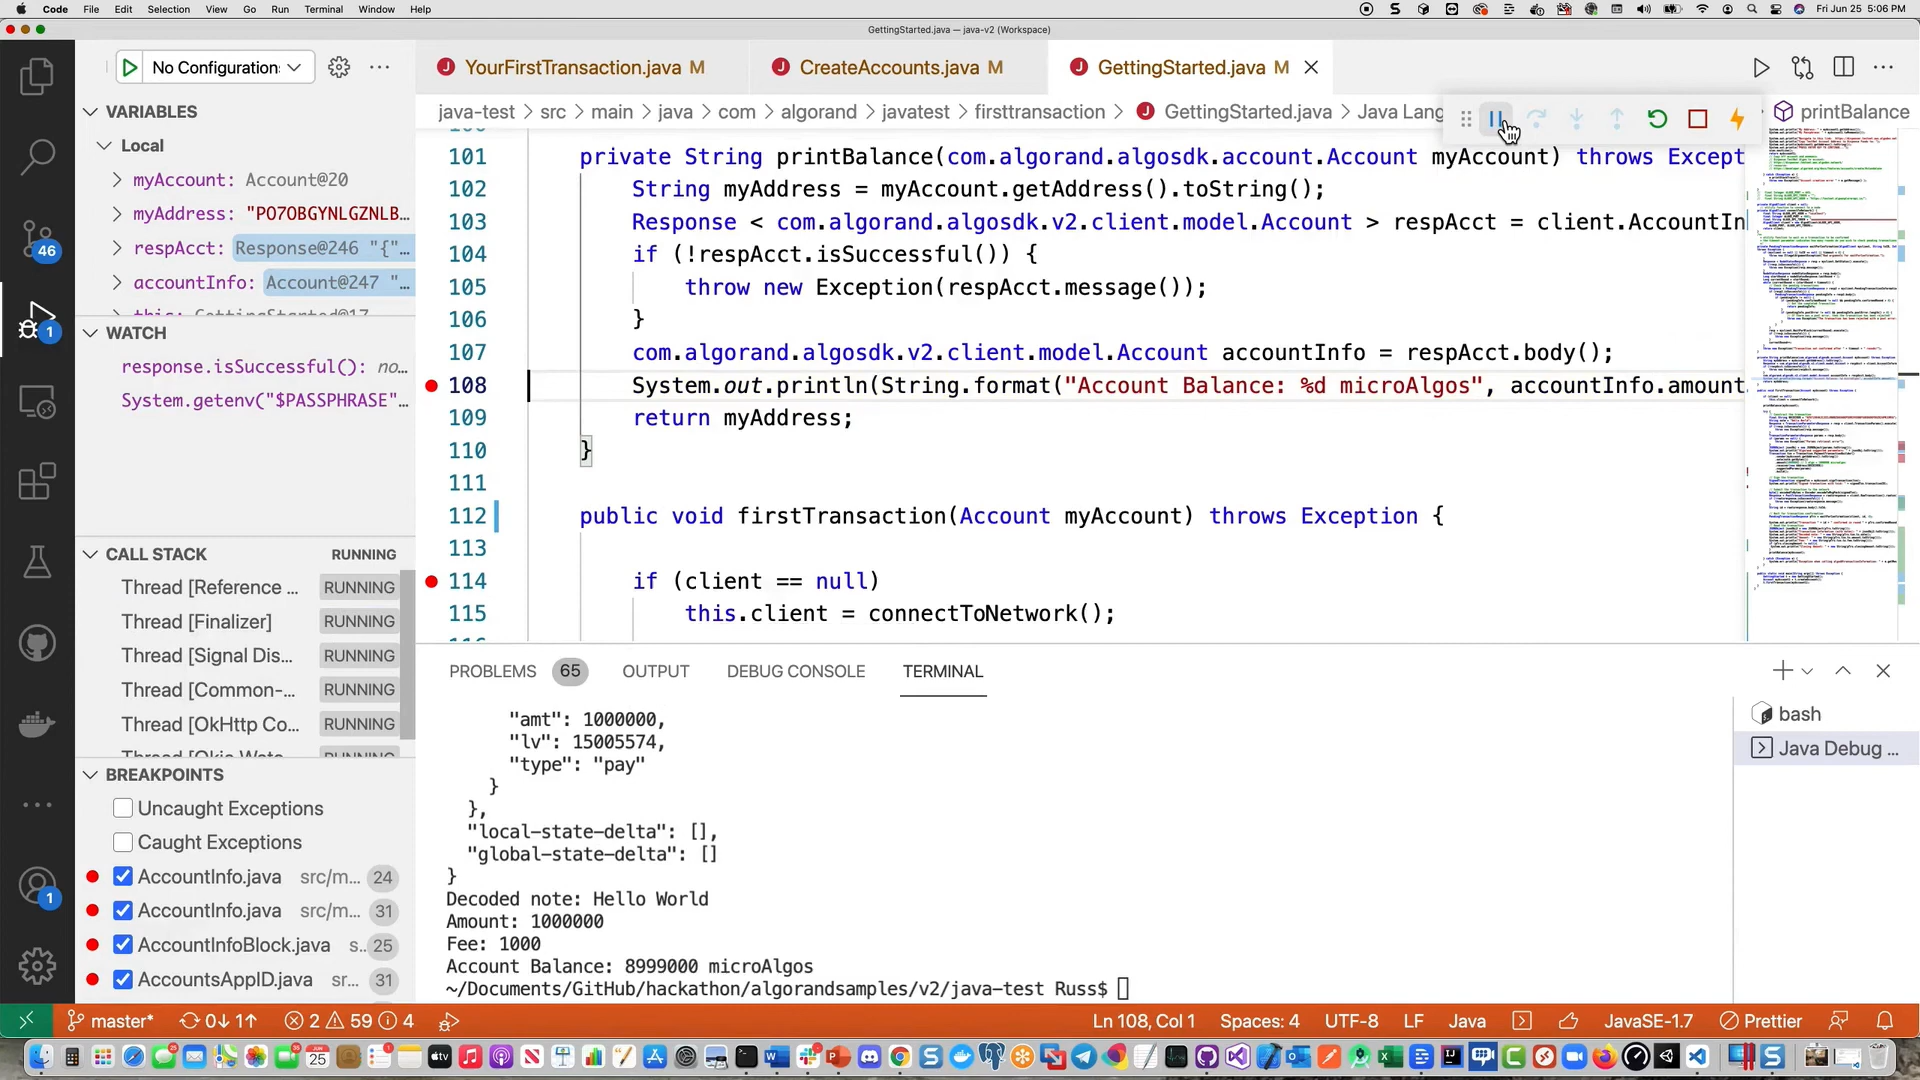 Code File Edit Selection View Go Run Terminal Window Help
Fri Jun 25 5:06 PM
GettingStarted.java — java-v2 (Workspace)
No Configuration:
YourFirstTransaction.java M
CreateAccounts.java M
GettingStarted.java M
java-test > src > main > java > com > algorand > javatest > firsttransaction > GettingStarted.java > Java Lang
printBalance
VARIABLES
Local
myAccount: Account@20
myAddress: "PO7OBGYNLGZNLB…
respAcct: Response@246 "{"…
accountInfo: Account@247 "…
this: GettingStarted@17
WATCH
response.isSuccessful(): no…
System.getenv("$PASSPHRASE"…
CALL STACK RUNNING
Thread [Reference … RUNNING
Thread [Finalizer] RUNNING
Thread [Signal Dis… RUNNING
Thread [Common-… RUNNING
Thread [OkHttp Co… RUNNING
BREAKPOINTS
Uncaught Exceptions
Caught Exceptions
AccountInfo.java src/m… 24
AccountInfo.java src/m… 31
AccountInfoBlock.java s… 25
AccountsAppID.java sr… 31
46
1
1
101 private String printBalance(com.algorand.algosdk.account.Account myAccount) throws Except
102 String myAddress = myAccount.getAddress().toString();
103 Response < com.algorand.algosdk.v2.client.model.Account > respAcct = client.AccountIn
104 if (!respAcct.isSuccessful()) {
105 throw new Exception(respAcct.message());
106 }
107 com.algorand.algosdk.v2.client.model.Account accountInfo = respAcct.body();
108 System.out.println(String.format("Account Balance: %d microAlgos", accountInfo.amount
109 return myAddress;
110 }
111
112 public void firstTransaction(Account myAccount) throws Exception {
113
114 if (client == null)
115 this.client = connectToNetwork();
PROBLEMS 65 OUTPUT DEBUG CONSOLE TERMINAL
bash
Java Debug …
"amt": 1000000,
"lv": 15005574,
"type": "pay"
}
},
"local-state-delta": [],
"global-state-delta": []
}
Decoded note: Hello World
Amount: 1000000
Fee: 1000
Account Balance: 8999000 microAlgos
~/Documents/GitHub/hackathon/algorandsamples/v2/java-test Russ$
master* 0↓ 1↑ 2 59 4
Ln 108, Col 1 Spaces: 4 UTF-8 LF Java JavaSE-1.7 Prettier